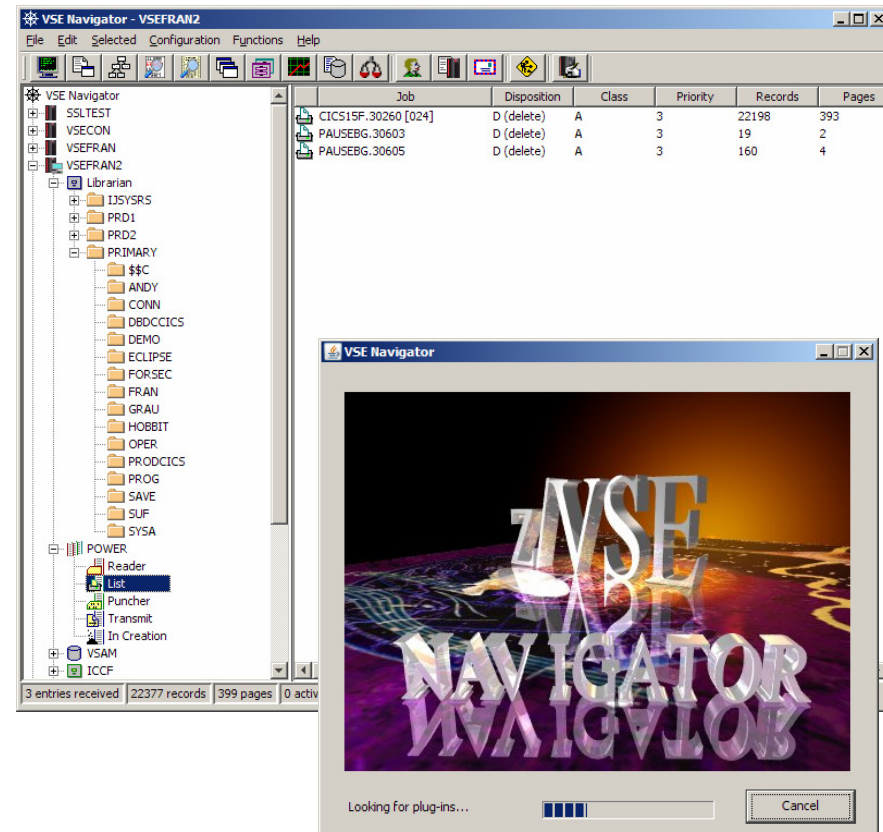 VSE Navigator - VSEFRAN2
File Edit Selected Configuration Functions Help
VSE Navigator
SSLTEST
VSECON
VSEFRAN
VSEFRAN2
Librarian
IJSYSRS
PRD1
PRD2
PRIMARY
$$C
ANDY
CONN
DBDCCICS
DEMO
ECLIPSE
FORSEC
FRAN
GRAU
HOBBIT
OPER
PRODCICS
PROG
SAVE
SUF
SYSA
POWER
Reader
List
Puncher
Transmit
In Creation
VSAM
ICCF
Job Disposition Class Priority Records Pages
CICS15F.30260 [024] D (delete) A 3 22198 393
PAUSEBG.30603 D (delete) A 3 19 2
PAUSEBG.30605 D (delete) A 3 160 4
3 entries received 22377 records 399 pages 0 activ
VSE Navigator
z/VSE
NAVIGATOR
Looking for plug-ins...
Cancel